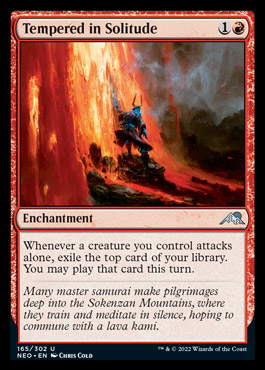 Tempered in Solitude 1
Enchantment
Whenever a creature you control attacks
alone, exile the top card of your library.
You may play that card this turn.
Many master samurai make pilgrimages
deep into the Sokenzan Mountains, where
they train and meditate in silence, hoping to
commune with a lava kami.
165/302 U
NEO • EN Chris Cold
™ & © 2022 Wizards of the Coast